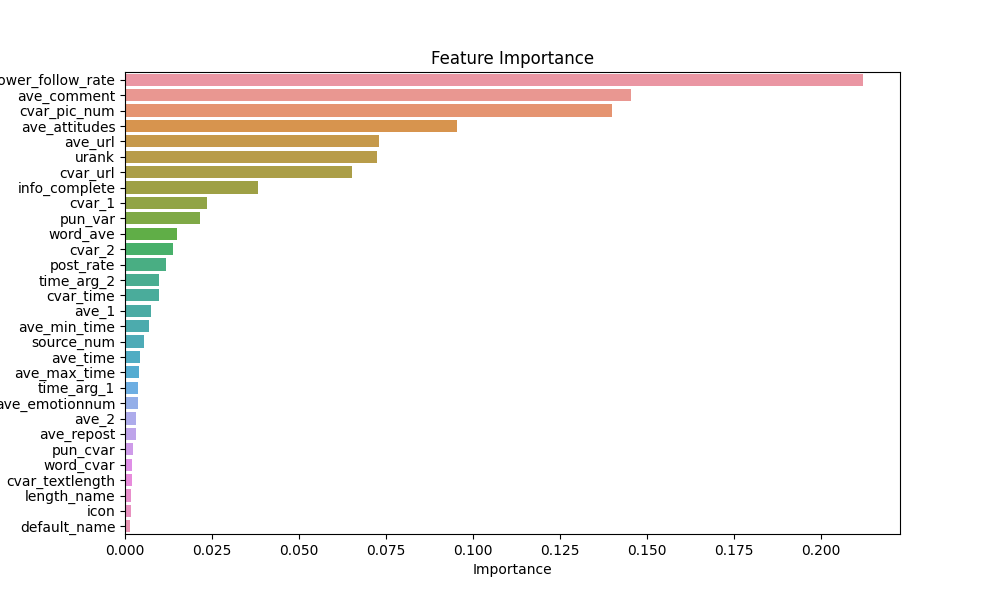 Feature Importance
ower_follow_rate
ave_comment
cvar_pic_num
ave_attitudes
ave_url
urank
cvar_url
info_complete
cvar_1
pun_var
word_ave
cvar_2
post_rate
time_arg_2
cvar_time
ave_1
ave_min_time
source_num
ave_time
ave_max_time
time_arg_1
ave_emotionnum
ave_2
ave_repost
pun_cvar
word_cvar
cvar_textlength
length_name
icon
default_name
0.000 0.025 0.050 0.075 0.100 0.125 0.150 0.175 0.200
Importance